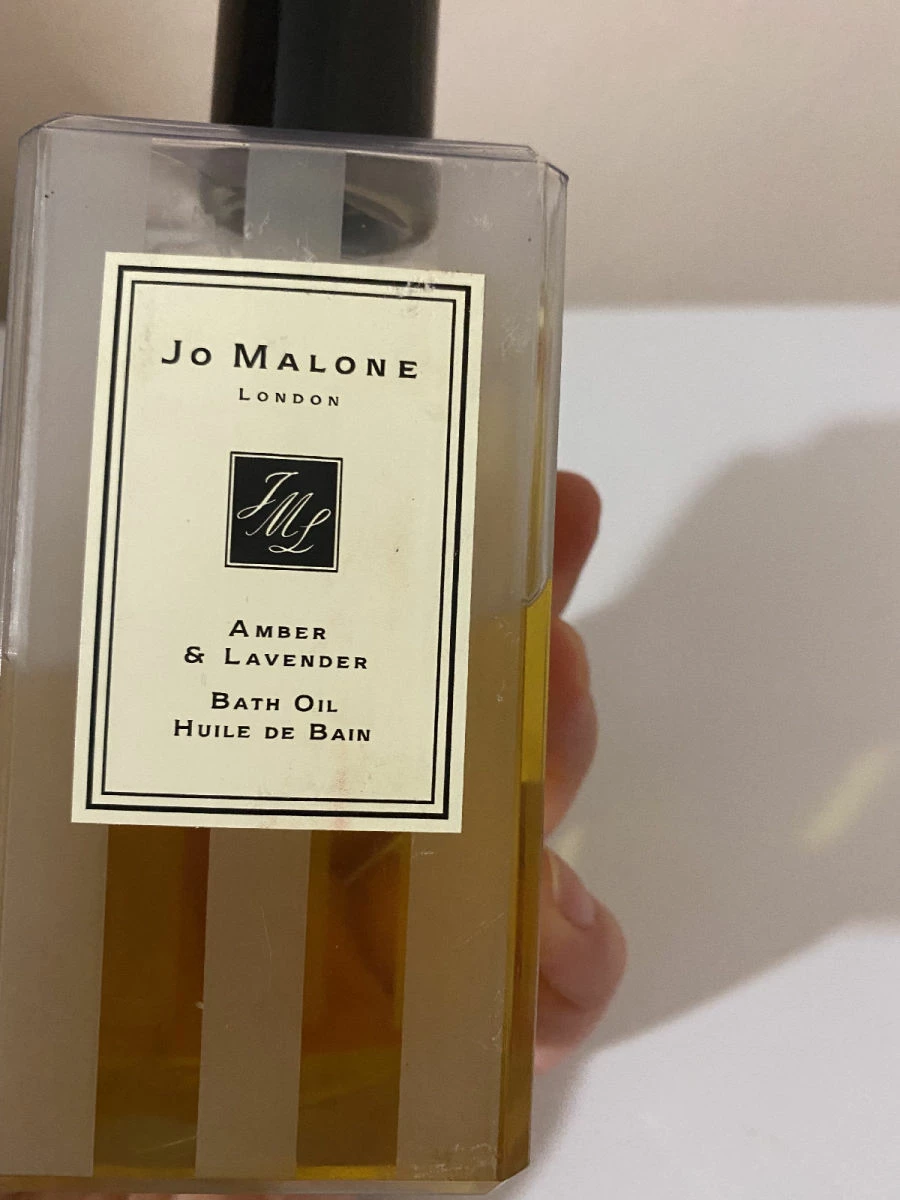 Jo Malone
London
JML
Amber
& Lavender
Bath Oil
Huile de Bain